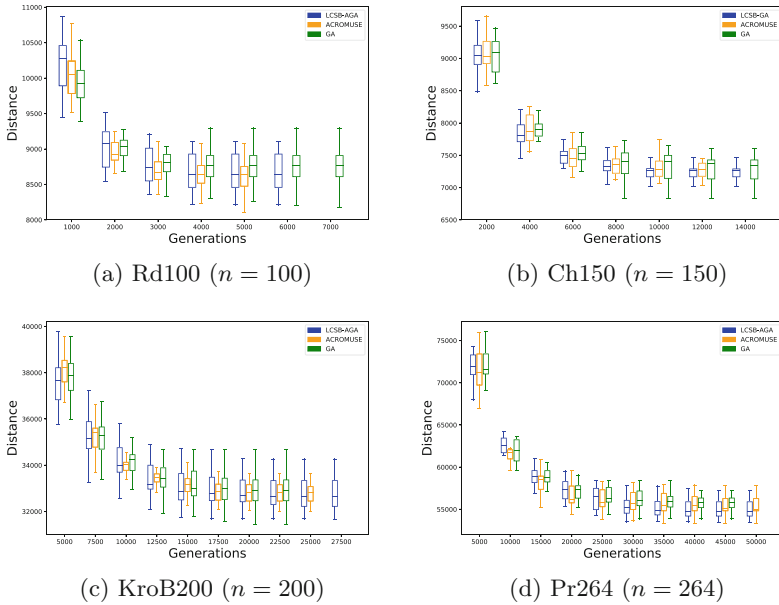 LCSB-AGA
ACROMUSE
GA
11000
10000
9000
8000
Distance
1000 2000 3000 4000 5000 6000 7000
Generations
(a) Rd100 (n = 100)
LCSB-GA
ACROMUSE
GA
9500
9000
8500
8000
7500
7000
6500
Distance
2000 4000 6000 8000 10000 12000 14000
Generations
(b) Ch150 (n = 150)
LCSB-AGA
ACROMUSE
GA
40000
38000
36000
34000
32000
Distance
5000 7500 10000 12500 15000 17500 20000 22500 25000 27500
Generations
(c) KroB200 (n = 200)
LCSB-AGA
ACROMUSE
GA
75000
70000
65000
60000
55000
Distance
5000 10000 15000 20000 25000 30000 35000 40000 45000 50000
Generations
(d) Pr264 (n = 264)